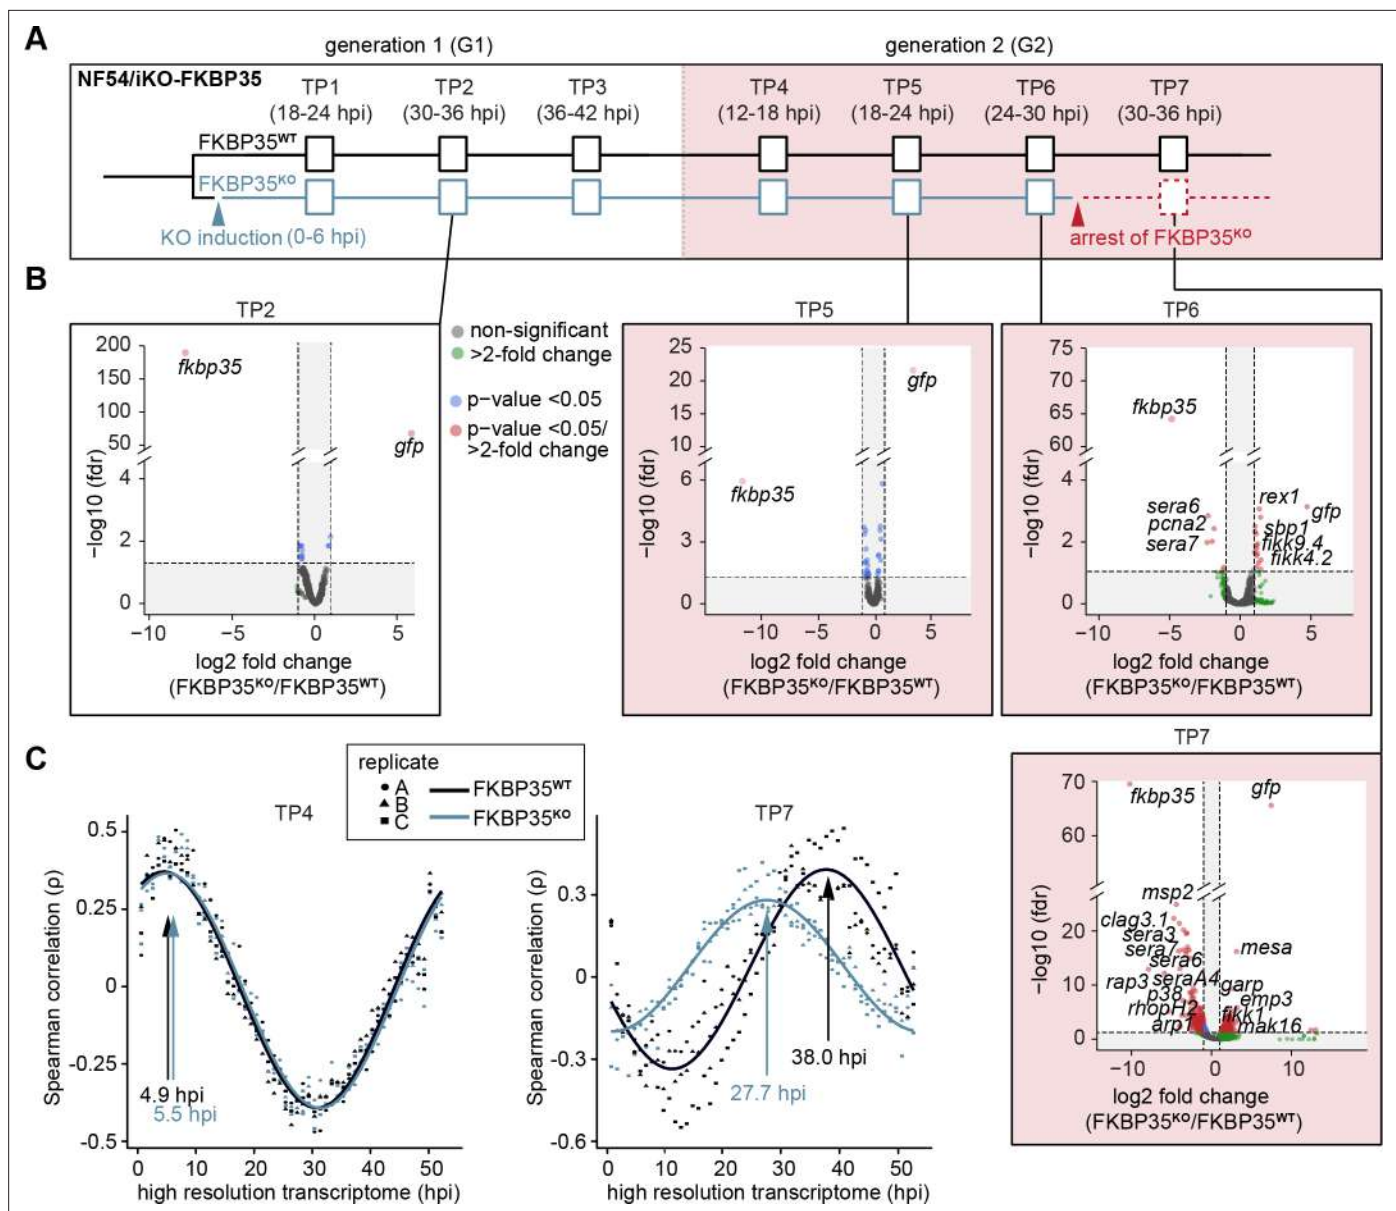 A
generation 1 (G1)
generation 2 (G2)
NF54/iKO-FKBP35
TP1
(18-24 hpi)
TP2
(30-36 hpi)
TP3
(36-42 hpi)
TP4
(12-18 hpi)
TP5
(18-24 hpi)
TP6
(24-30 hpi)
TP7
(30-36 hpi)
FKBP35WT
FKBP35KO
KO induction (0-6 hpi)
arrest of FKBP35KO
B
TP2
200
150
100
50
4
2
0
−log10 (fdr)
fkbp35
gfp
-10
-5
0
5
log2 fold change
(FKBP35KO/FKBP35WT)
non-significant
>2-fold change
p−value <0.05
p−value <0.05/
>2-fold change
TP5
25
20
15
10
6
3
0
−log10 (fdr)
gfp
fkbp35
-10
-5
0
5
log2 fold change
(FKBP35KO/FKBP35WT)
TP6
75
70
65
60
4
2
0
−log10 (fdr)
fkbp35
sera6
pcna2
sera7
rex1
gfp
sbp1
fikk9.4
fikk4.2
−10
−5
0
5
log2 fold change
(FKBP35KO/FKBP35WT)
TP7
70
60
20
10
0
−log10 (fdr)
fkbp35
gfp
msp2
clag3.1
sera3
sera7
sera6
mesa
rap3
seraA4
garp
p38
emp3
rhopH2
fikk1
arp1
mak16
−10
0
10
log2 fold change
(FKBP35KO/FKBP35WT)
C
replicate
A
B
C
FKBP35WT
FKBP35KO
TP4
Spearman correlation (ρ)
0.5
0.25
0
-0.25
-0.5
4.9 hpi
5.5 hpi
0
10
20
30
40
50
high resolution transcriptome (hpi)
TP7
Spearman correlation (ρ)
0.3
0
-0.3
-0.6
38.0 hpi
27.7 hpi
0
10
20
30
40
50
high resolution transcriptome (hpi)